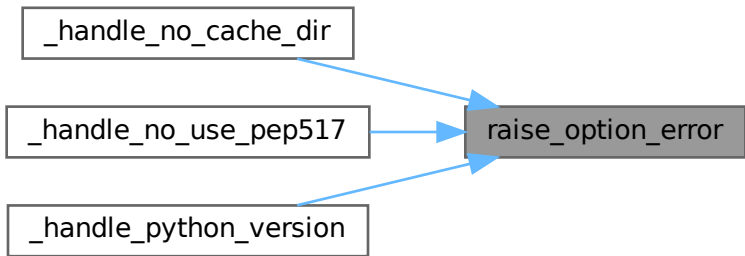 _handle_no_cache_dir
_handle_no_use_pep517
raise_option_error
_handle_python_version